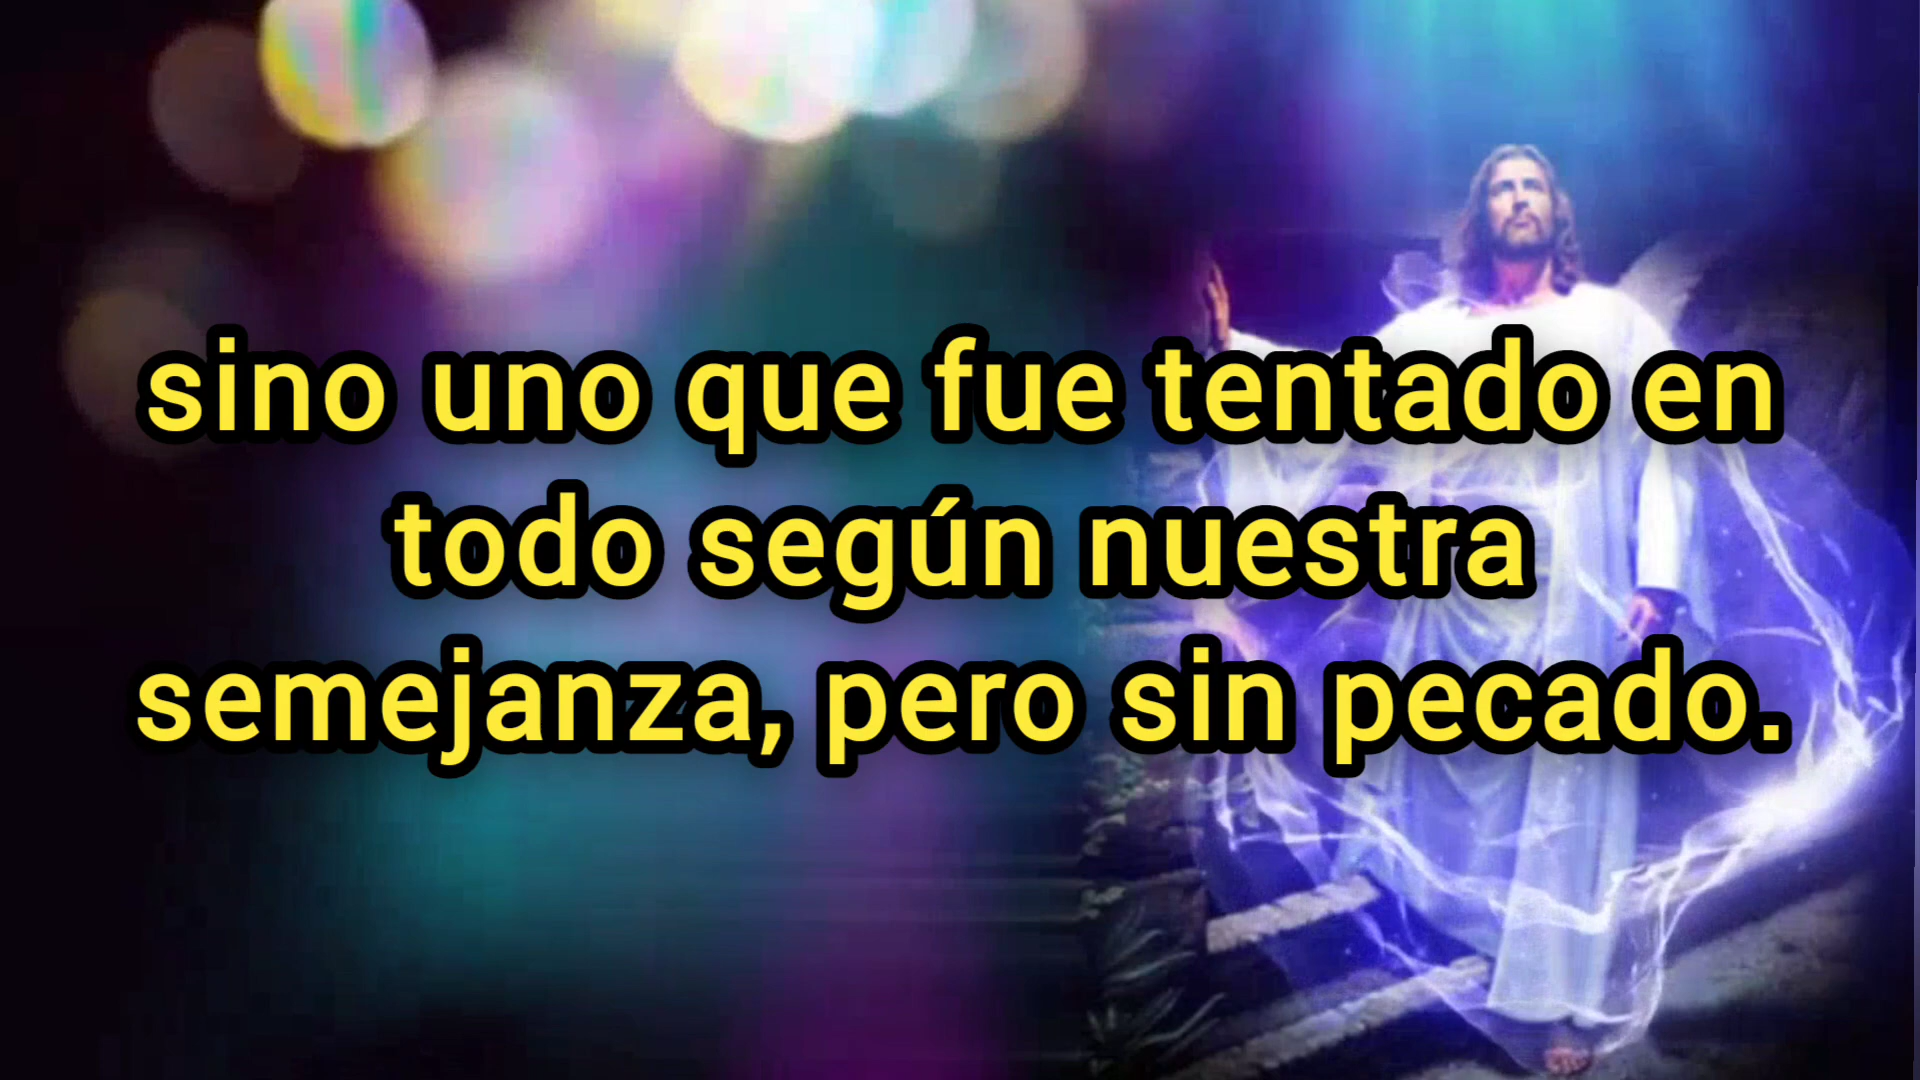 sino uno que fue tentado en
todo según nuestra
semejanza, pero sin pecado.